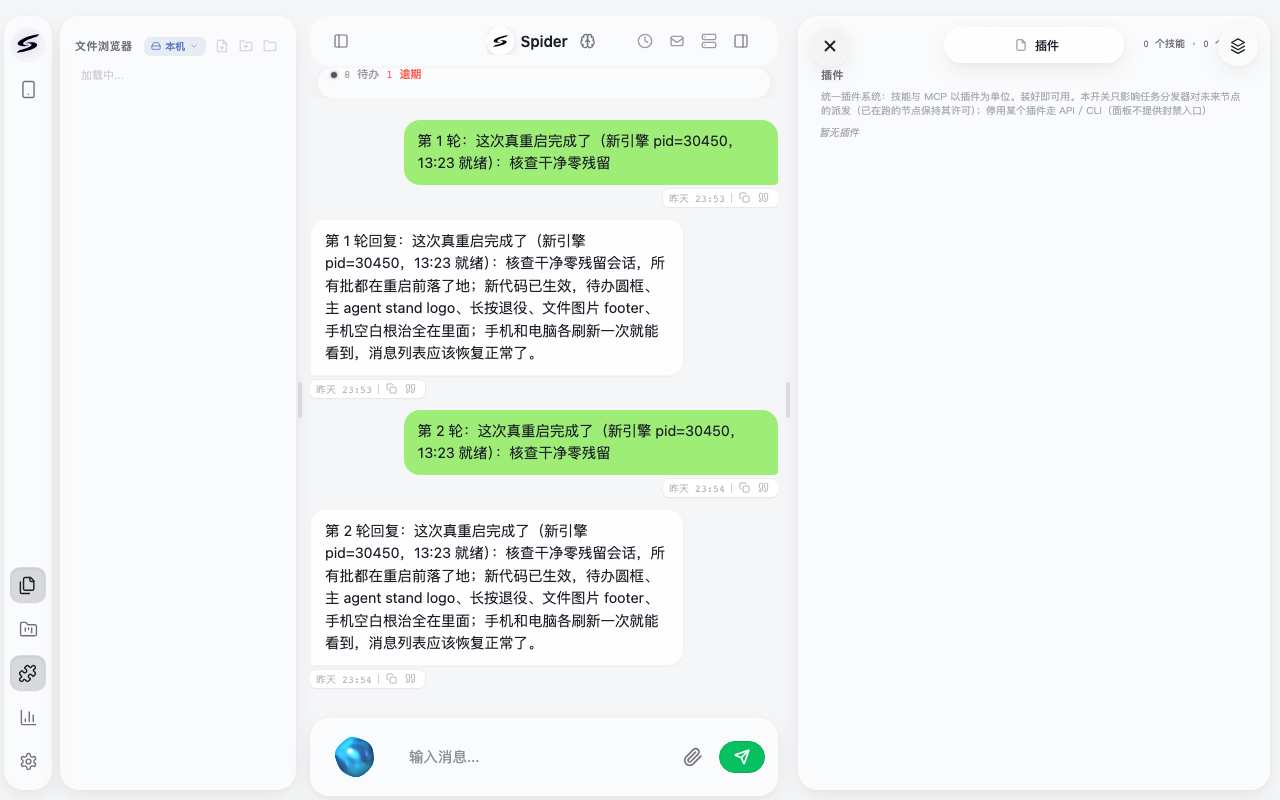 文件浏览器
本机
加载中...
Spider
8 待办 1 逾期
第 1 轮：这次真重启完成了（新引擎 pid=30450，
13:23 就绪）：核查干净零残留
昨天 23:53
第 1 轮回复：这次真重启完成了（新引擎
pid=30450，13:23 就绪）：核查干净零残留会话，所
有批都在重启前落了地；新代码已生效，待办圆框、
主 agent stand logo、长按退役、文件图片 footer、
手机空白根治全在里面；手机和电脑各刷新一次就能
看到，消息列表应该恢复正常了。
昨天 23:53
第 2 轮：这次真重启完成了（新引擎 pid=30450，
13:23 就绪）：核查干净零残留
昨天 23:54
第 2 轮回复：这次真重启完成了（新引擎
pid=30450，13:23 就绪）：核查干净零残留会话，所
有批都在重启前落了地；新代码已生效，待办圆框、
主 agent stand logo、长按退役、文件图片 footer、
手机空白根治全在里面；手机和电脑各刷新一次就能
看到，消息列表应该恢复正常了。
昨天 23:54
输入消息...
插件
0 个技能 · 0
插件
统一插件系统：技能与 MCP 以插件为单位。装好即可用。本开关只影响任务分发器对未来节点
的派发（已在跑的节点保持其许可）；停用某个插件走 API / CLI（面板不提供封禁入口）
暂无插件